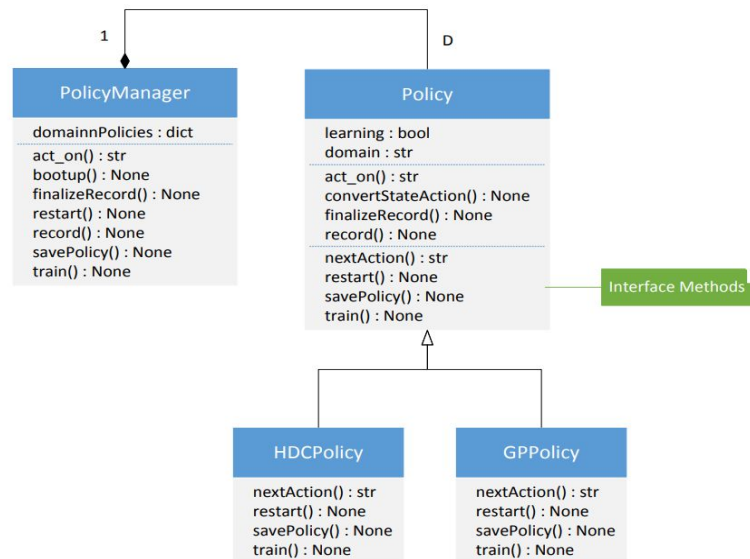 1
D
PolicyManager
domainnPolicies : dict
act_on() : str
bootup() : None
finalizeRecord() : None
restart() : None
record() : None
savePolicy() : None
train() : None
Policy
learning : bool
domain : str
act_on() : str
convertStateAction() : None
finalizeRecord() : None
record() : None
nextAction() : str
restart() : None
savePolicy() : None
train() : None
Interface Methods
HDCPolicy
nextAction() : str
restart() : None
savePolicy() : None
train() : None
GPPolicy
nextAction() : str
restart() : None
savePolicy() : None
train() : None